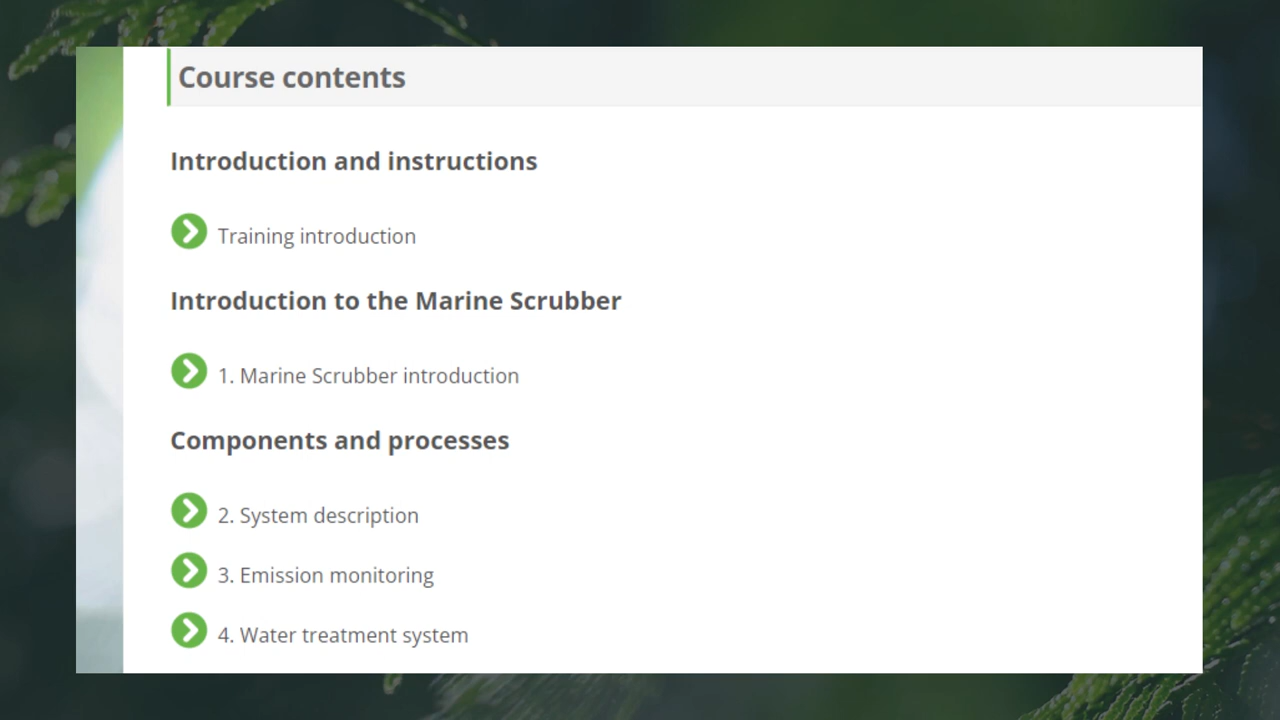 Course contents
Introduction and instructions
Training introduction
Introduction to the Marine Scrubber
1. Marine Scrubber introduction
Components and processes
2. System description
3. Emission monitoring
4. Water treatment system